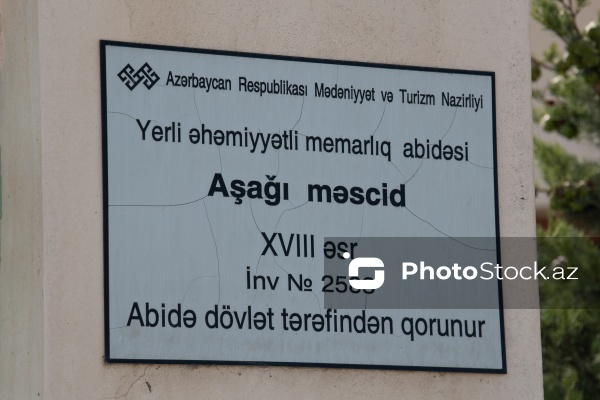 Azərbaycan Respublikası Mədəniyyət və Turizm Nazirliyi
Yerli əhəmiyyətli memarlıq abidəsi
Aşağı məscid
XVIII əsr
İnv №
PhotoStock.az
Abidə dövlət tərəfindən qorunur